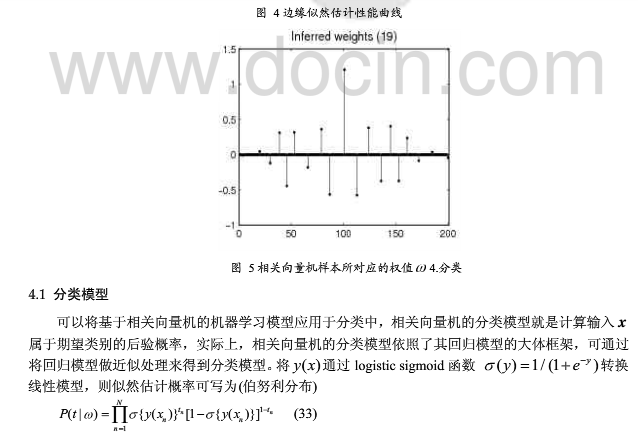 图 4 边缘似然估计性能曲线
www.docin.com
Inferred weights (19)
1.5
1
0.5
0
-0.5
-1
0 50 100 150 200
图 5 相关向量机样本所对应的权值 ω 4.分类
4.1 分类模型
可以将基于相关向量机的机器学习模型应用于分类中，相关向量机的分类模型就是计算输入 x
属于期望类别的后验概率，实际上，相关向量机的分类模型依照了其回归模型的大体框架，可通过
将回归模型做近似处理来得到分类模型。将 y(x) 通过 logistic sigmoid 函数 σ(y) = 1/(1+e^{-y}) 转换
线性模型，则似然估计概率可写为(伯努利分布)
P(t|ω) = ∏_{n=1}^{N} σ{y(x_n)}^{t_n} [1−σ{y(x_n)}]^{1−t_n} (33)